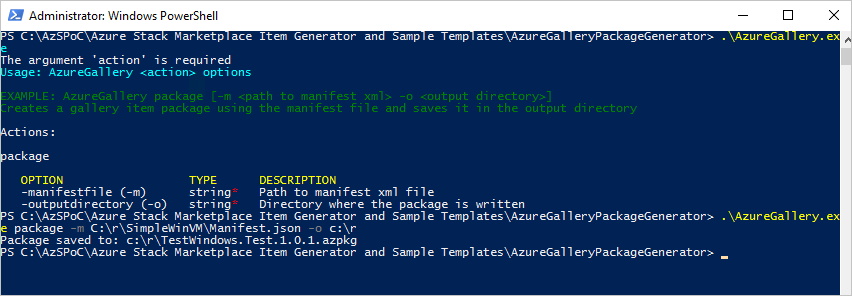 Administrator: Windows PowerShell
PS C:\AzSPoC\Azure Stack Marketplace Item Generator and Sample Templates\AzureGalleryPackageGenerator> .\AzureGallery.ex
e
The argument 'action' is required
Usage: AzureGallery <action> options
EXAMPLE: AzureGallery package [-m <path to manifest xml> -o <output directory>]
Creates a gallery item package using the manifest file and saves it in the output directory
Actions:
package
OPTION TYPE DESCRIPTION
-manifestfile (-m) string* Path to manifest xml file
-outputdirectory (-o) string* Directory where the package is written
PS C:\AzSPoC\Azure Stack Marketplace Item Generator and Sample Templates\AzureGalleryPackageGenerator> .\AzureGallery.ex
e package -m C:\r\SimpleWinVM\Manifest.json -o c:\r
Package saved to: c:\r\TestWindows.Test.1.0.1.azpkg
PS C:\AzSPoC\Azure Stack Marketplace Item Generator and Sample Templates\AzureGalleryPackageGenerator>